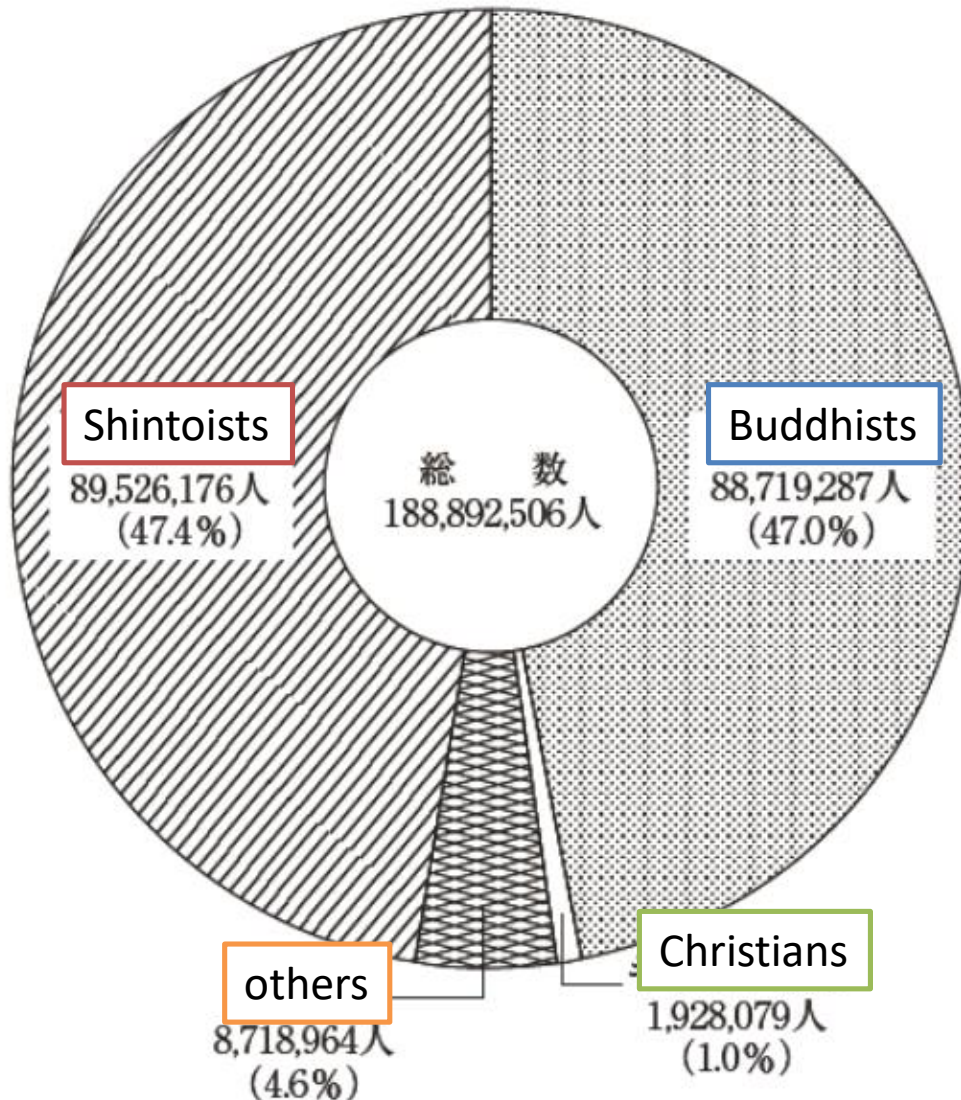 Shintoists
89,526,176人
(47.4%)
総 数
188,892,506人
Buddhists
88,719,287人
(47.0%)
others
8,718,964人
(4.6%)
Christians
1,928,079人
(1.0%)